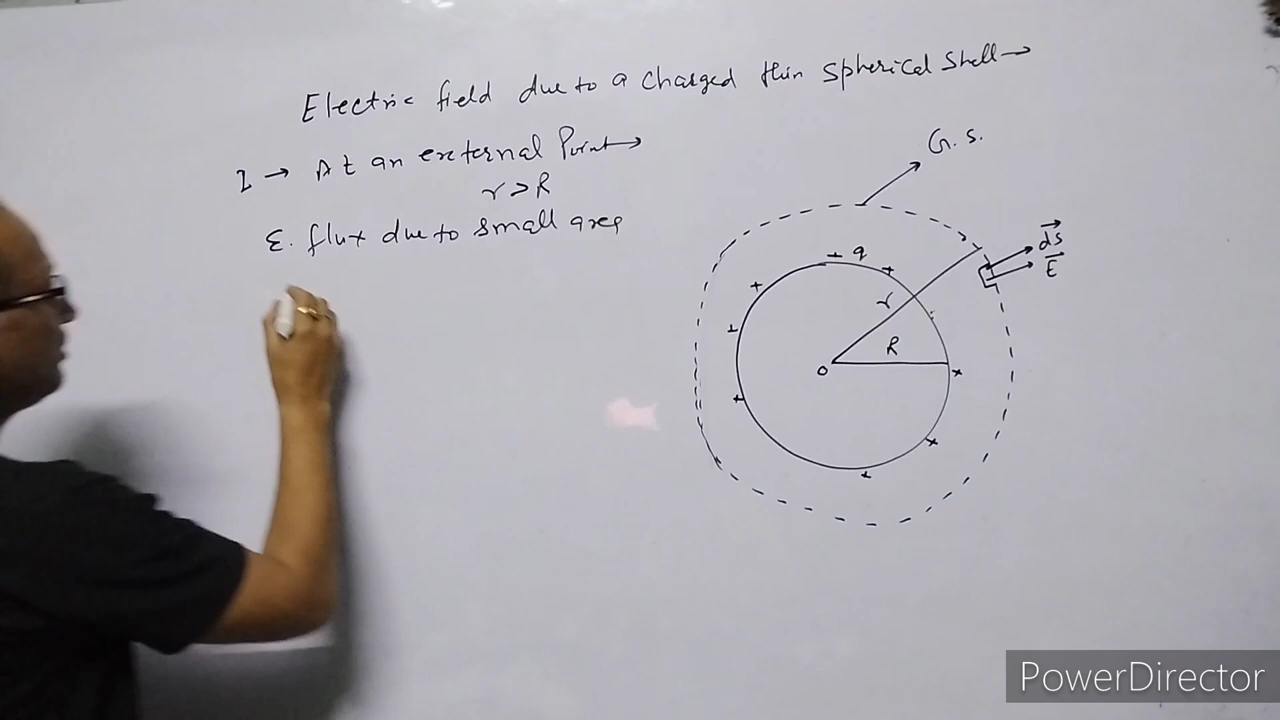 Electric field due to a charged thin spherical shell →
I → At an external Point →
r > R
E. flux due to small area
G. S.
q
ds
E
r
R
O
PowerDirector